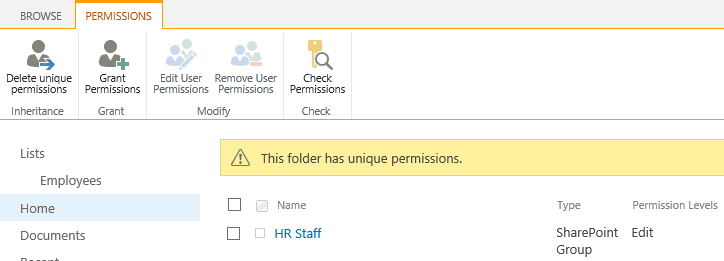 BROWSE PERMISSIONS
Delete unique permissions
Grant Permissions
Edit User Permissions
Remove User Permissions
Check Permissions
Inheritance Grant Modify Check
Lists
Employees
Home
Documents
This folder has unique permissions.
Name Type Permission Levels
HR Staff SharePoint Group Edit